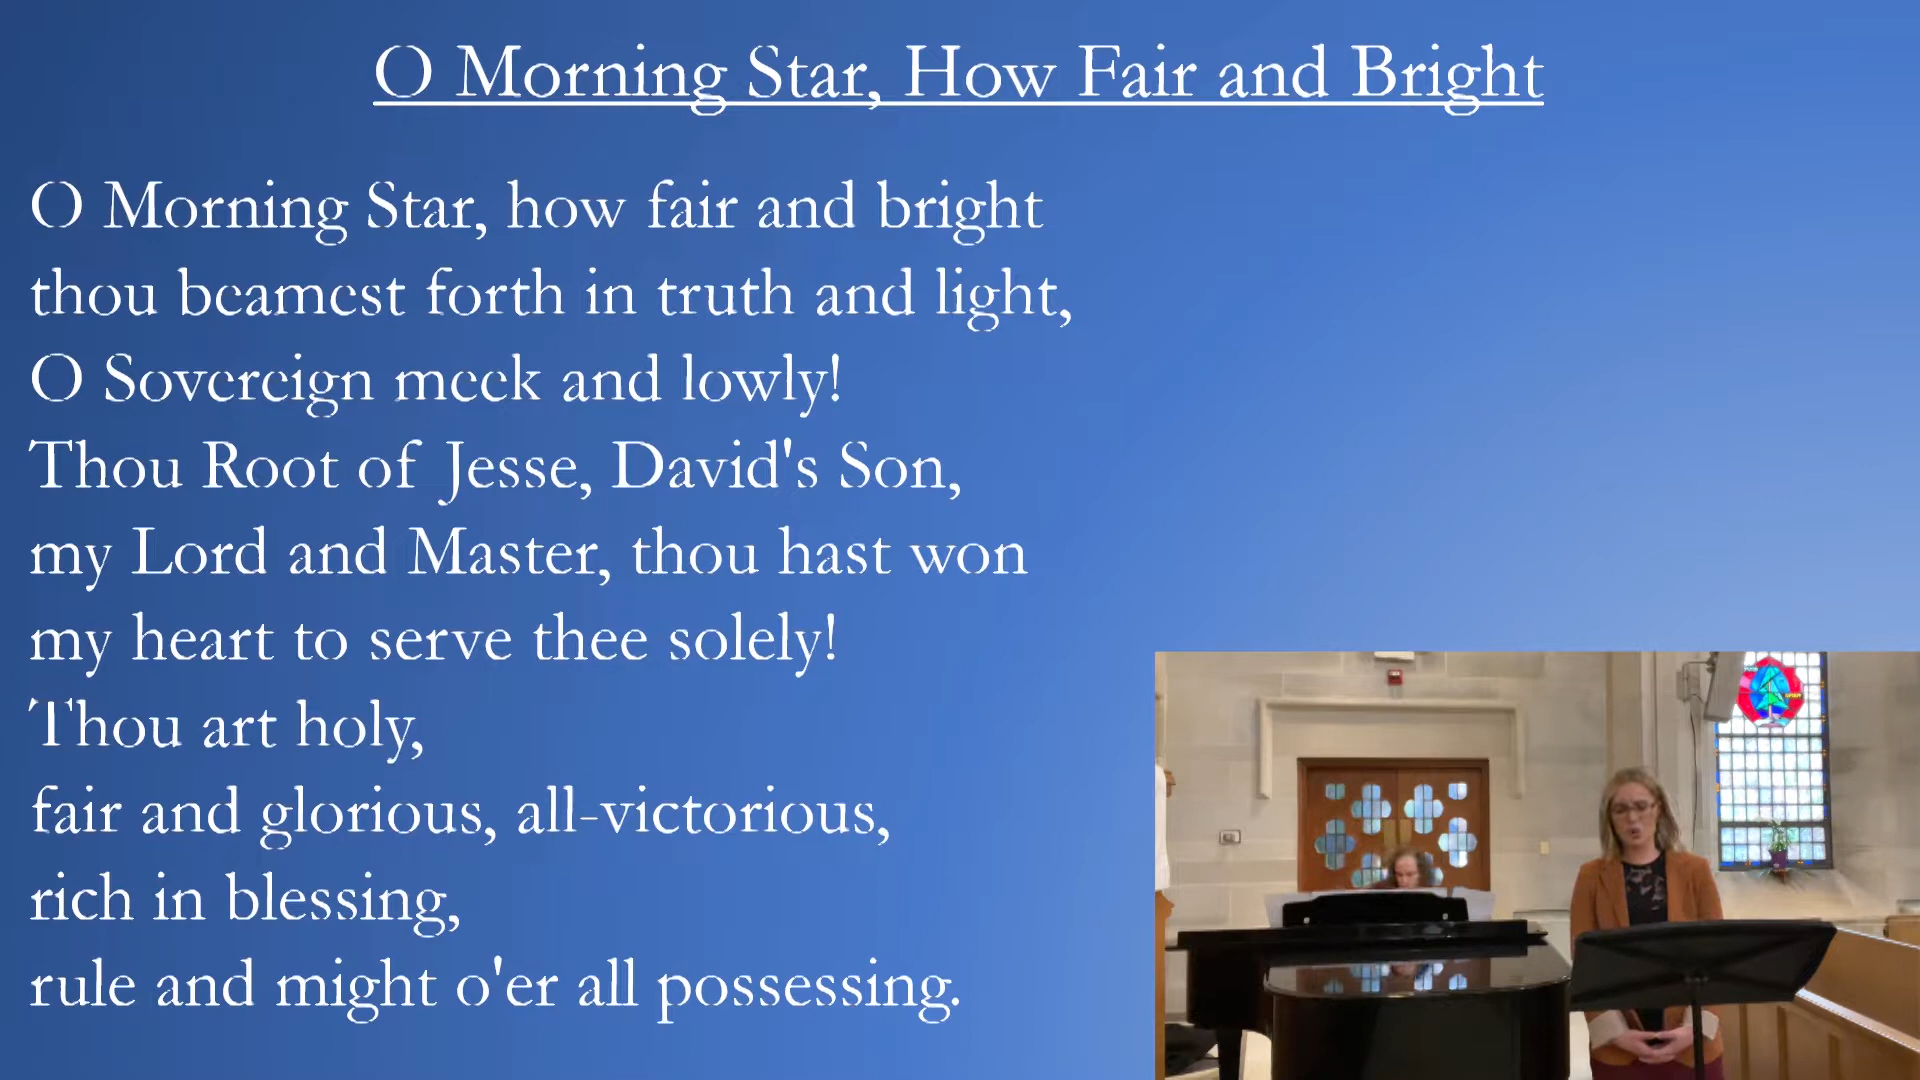 O Morning Star, How Fair and Bright
O Morning Star, how fair and bright
thou beamest forth in truth and light,
O Sovereign meek and lowly!
Thou Root of Jesse, David's Son,
my Lord and Master, thou hast won
my heart to serve thee solely!
Thou art holy,
fair and glorious, all-victorious,
rich in blessing,
rule and might o'er all possessing.